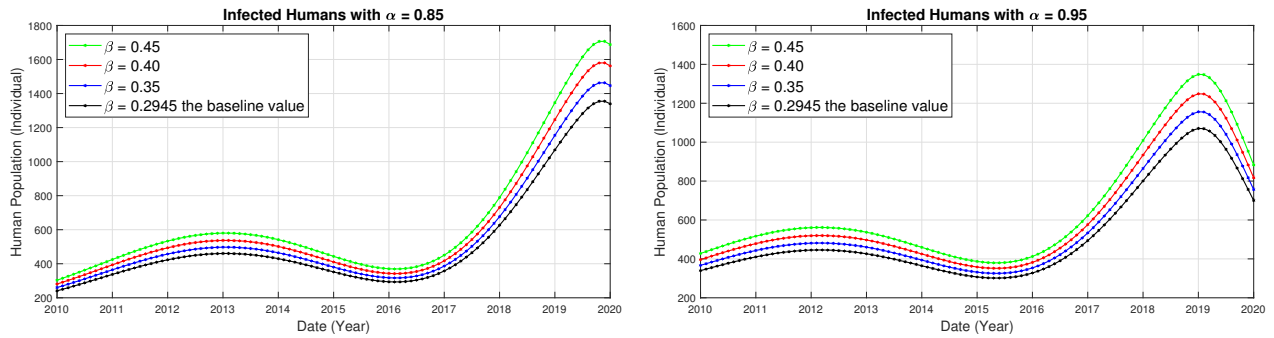 Infected Humans with α = 0.85
1800
1600
1400
1200
1000
800
600
400
200
Human Population (Individual)
β = 0.45
β = 0.40
β = 0.35
β = 0.2945 the baseline value
2010 2011 2012 2013 2014 2015 2016 2017 2018 2019 2020
Date (Year)
Infected Humans with α = 0.95
1600
1400
1200
1000
800
600
400
200
Human Population (Individual)
β = 0.45
β = 0.40
β = 0.35
β = 0.2945 the baseline value
2010 2011 2012 2013 2014 2015 2016 2017 2018 2019 2020
Date (Year)